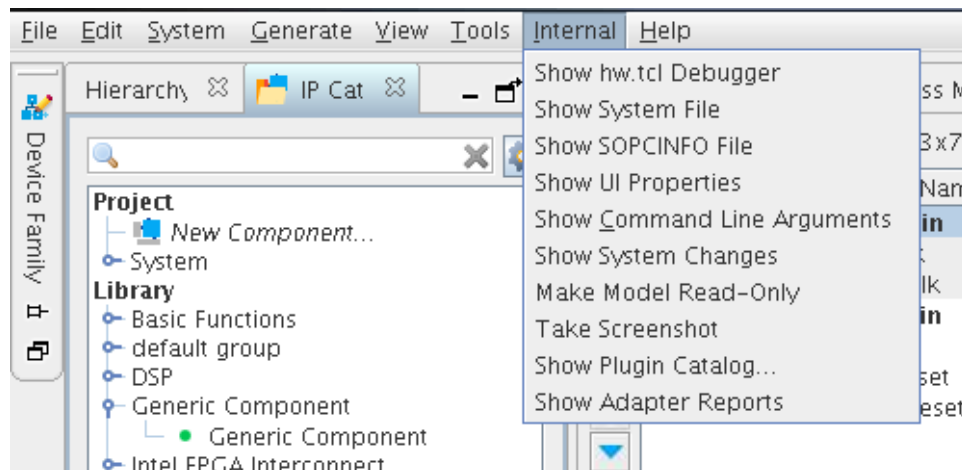 File Edit System Generate View Tools Internal Help
Hierarchy IP Cat
Device Family
Project
New Component...
System
Library
Basic Functions
default group
DSP
Generic Component
Generic Component
Intel FPGA Interconnect
Show hw.tcl Debugger
Show System File
Show SOPCINFO File
Show UI Properties
Show Command Line Arguments
Show System Changes
Make Model Read-Only
Take Screenshot
Show Plugin Catalog...
Show Adapter Reports
ss M
3x7
Nam
in
lk
in
set
eset